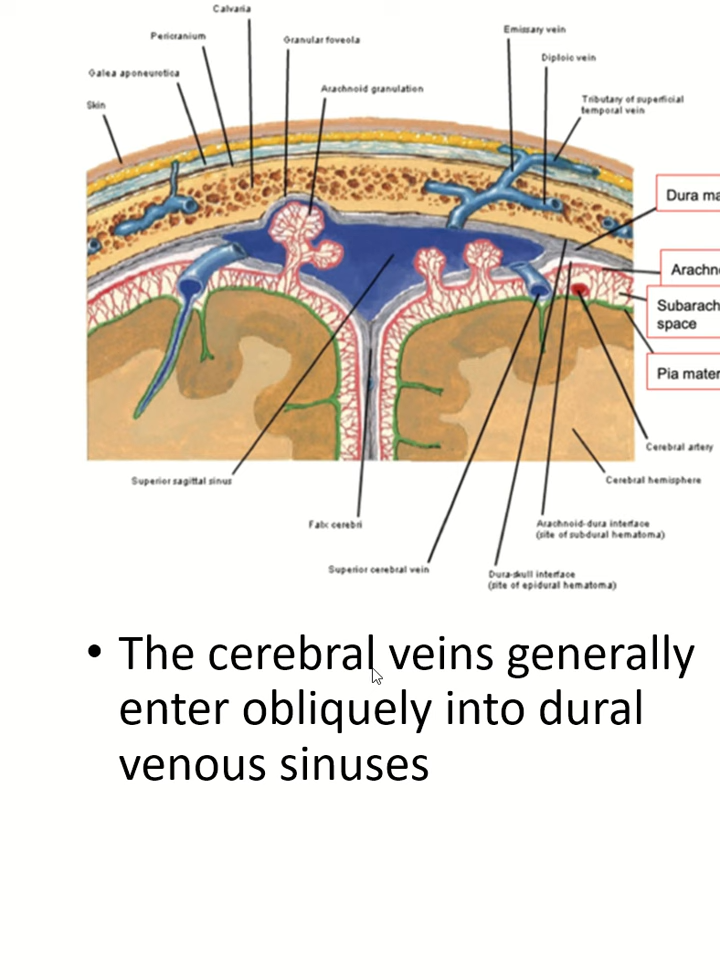 Calvaria
Pericranium
Granular foveola
Emissary vein
Diploic vein
Galea aponeurotica
Arachnoid granulation
Skin
Tributary of superficial
temporal vein
Dura ma
Arachn
Subarach
space
Pia mater
Cerebral artery
Superior sagittal sinus
Cerebral hemisphere
Falx cerebri
Arachnoid-dura interface
(site of subdural hematoma)
Superior cerebral vein
Dura-skull interface
(site of epidural hematoma)
• The cerebral veins generally
enter obliquely into dural
venous sinuses